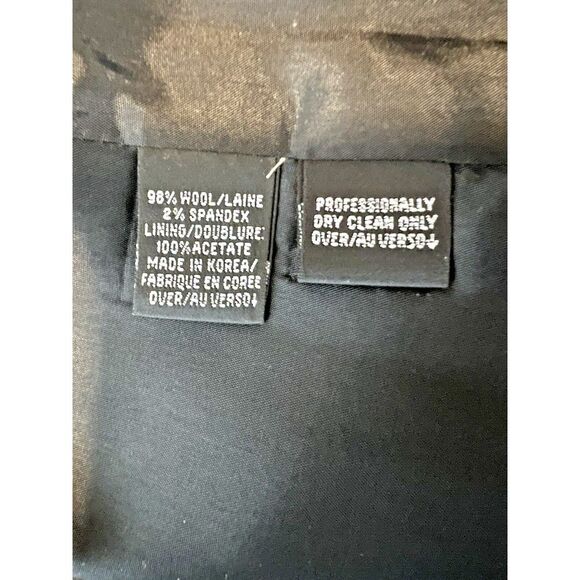 98% WOOL/LAINE
2% SPANDEX
LINING/DOUBLURE:
100% ACETATE
MADE IN KOREA/
FABRIQUE EN COREE
OVER/AU VERSO↓
PROFESSIONALLY
DRY CLEAN ONLY
OVER/AU VERSO↓